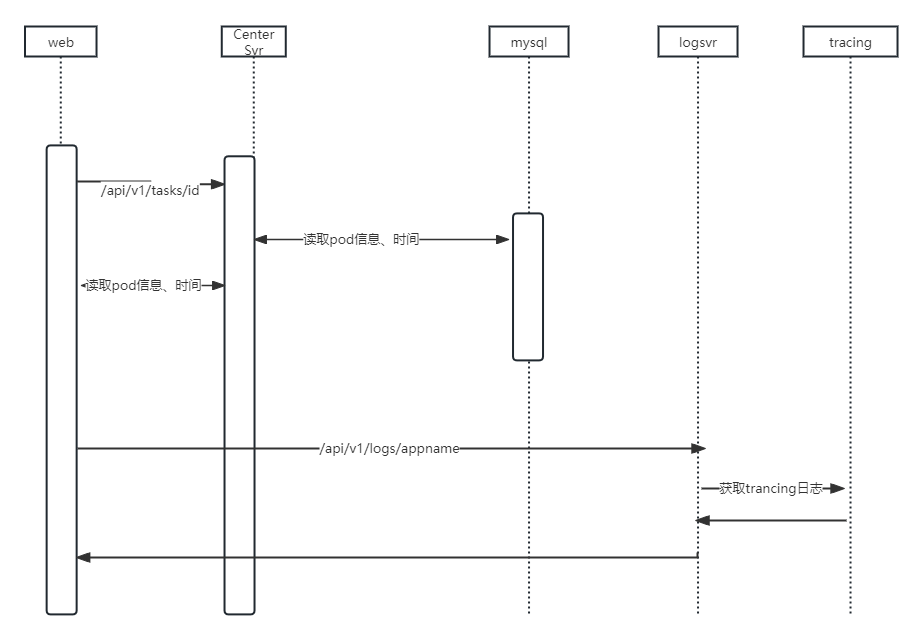 web
Center
Svr
mysql
logsvr
tracing
/api/v1/tasks/id
读取pod信息、时间
读取pod信息、时间
/api/v1/logs/appname
获取trancing日志